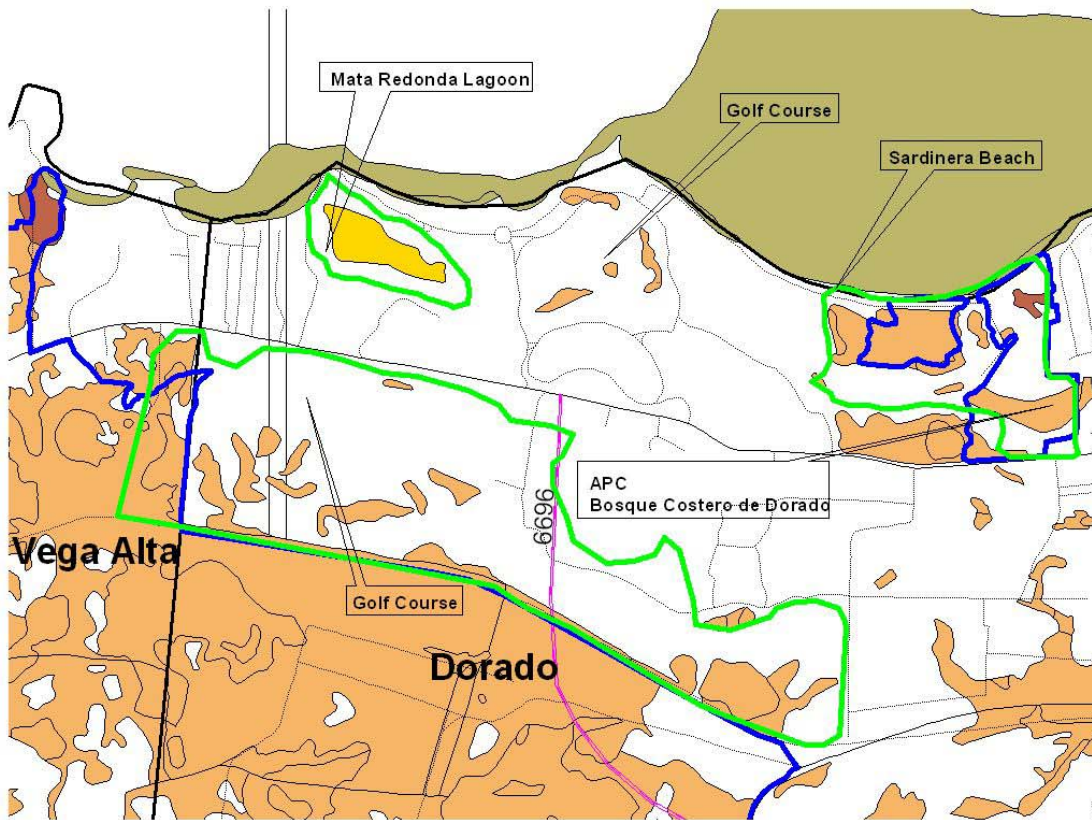 Mata Redonda Lagoon
Golf Course
Sardinera Beach
APC
Bosque Costero de Dorado
6696
Vega Alta
Golf Course
Dorado